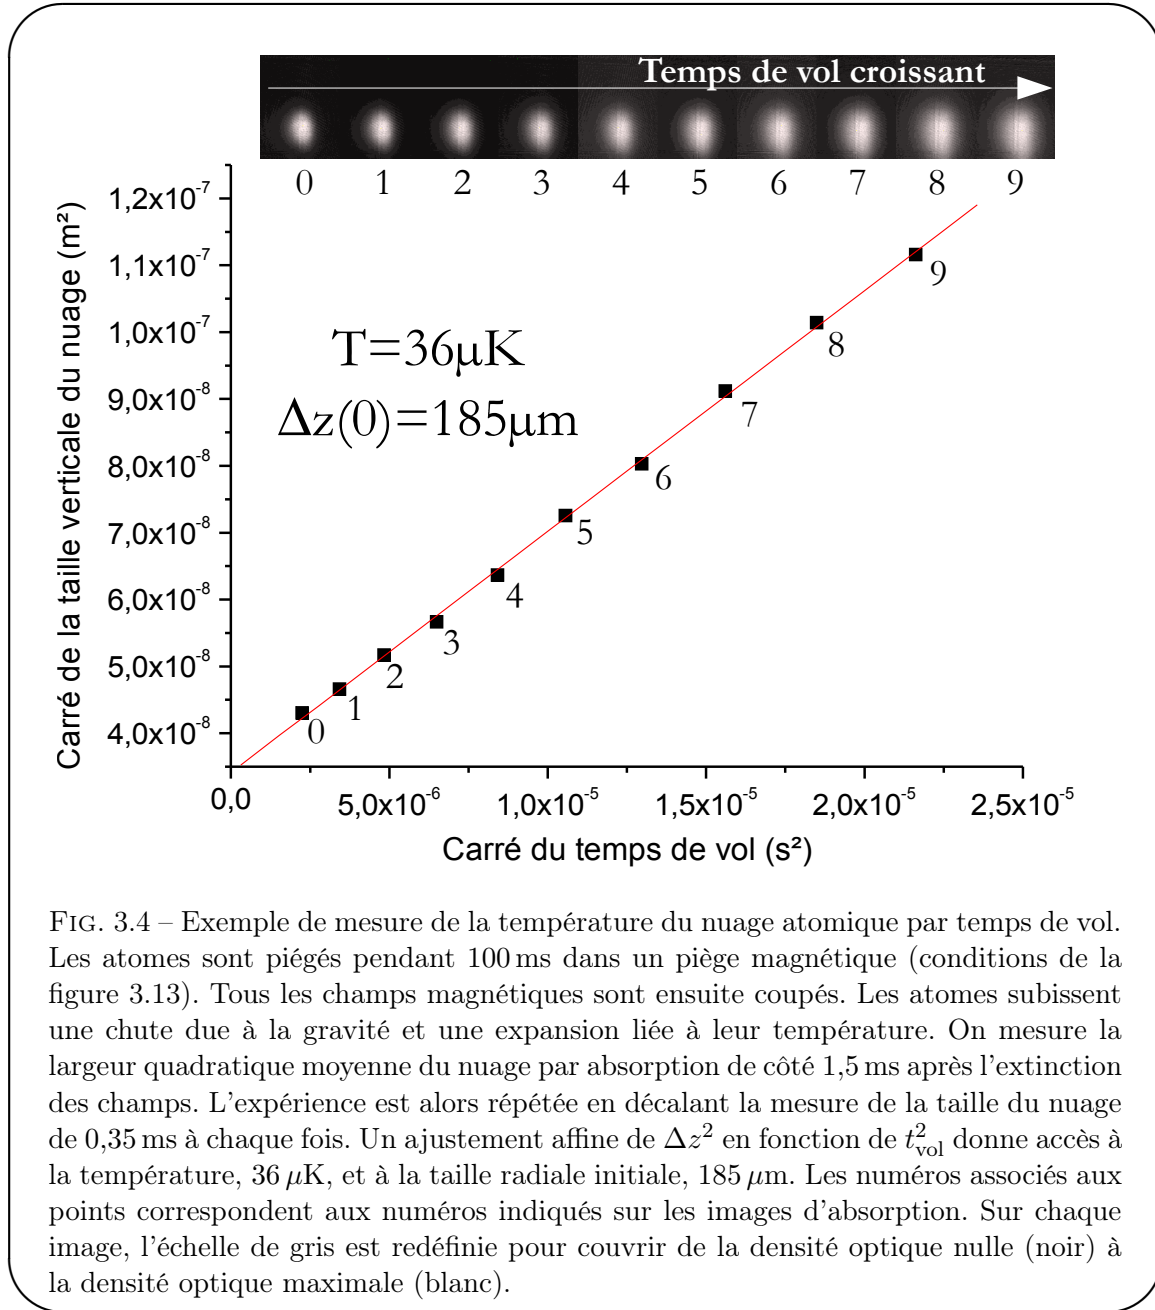 Temps de vol croissant
0 1 2 3 4 5 6 7 8 9
Carré de la taille verticale du nuage (m²)
1,2x10⁻⁷
1,1x10⁻⁷
1,0x10⁻⁷
9,0x10⁻⁸
8,0x10⁻⁸
7,0x10⁻⁸
6,0x10⁻⁸
5,0x10⁻⁸
4,0x10⁻⁸
T=36µK
Δz(0)=185µm
9
8
7
6
5
4
3
2
1
0
0,0 5,0x10⁻⁶ 1,0x10⁻⁵ 1,5x10⁻⁵ 2,0x10⁻⁵ 2,5x10⁻⁵
Carré du temps de vol (s²)
FIG. 3.4 – Exemple de mesure de la température du nuage atomique par temps de vol.
Les atomes sont piégés pendant 100 ms dans un piège magnétique (conditions de la
figure 3.13). Tous les champs magnétiques sont ensuite coupés. Les atomes subissent
une chute due à la gravité et une expansion liée à leur température. On mesure la
largeur quadratique moyenne du nuage par absorption de côté 1,5 ms après l'extinction
des champs. L'expérience est alors répétée en décalant la mesure de la taille du nuage
de 0,35 ms à chaque fois. Un ajustement affine de Δz² en fonction de t²vol donne accès à
la température, 36 µK, et à la taille radiale initiale, 185 µm. Les numéros associés aux
points correspondent aux numéros indiqués sur les images d'absorption. Sur chaque
image, l'échelle de gris est redéfinie pour couvrir de la densité optique nulle (noir) à
la densité optique maximale (blanc).